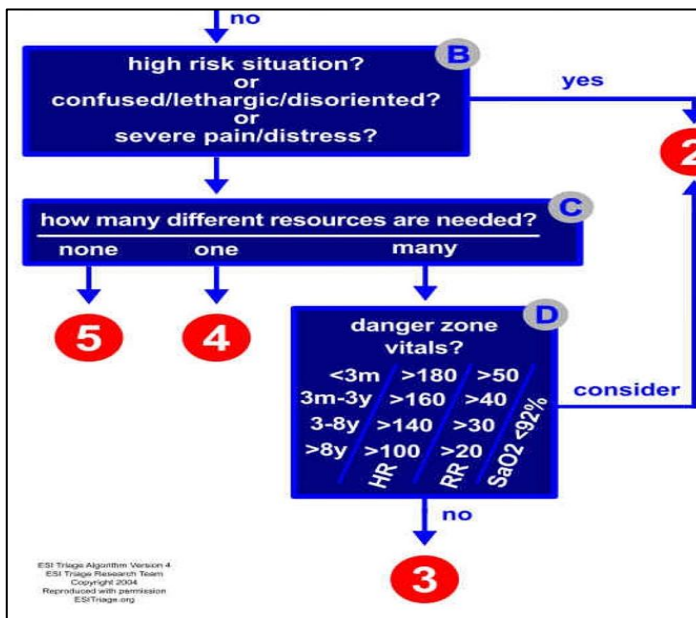 no
B
high risk situation?
or
confused/lethargic/disoriented?
or
severe pain/distress?
yes
2
C
how many different resources are needed?
none one many
5
4
D
danger zone
vitals?
<3m >180 >50
3m-3y >160 >40
3-8y >140 >30
>8y >100 >20
HR RR SaO2 <92%
consider
no
3
ESI Triage Algorithm Version 4
ESI Triage Research Team
Copyright 2004
Reproduced with permission
ESITriage.org